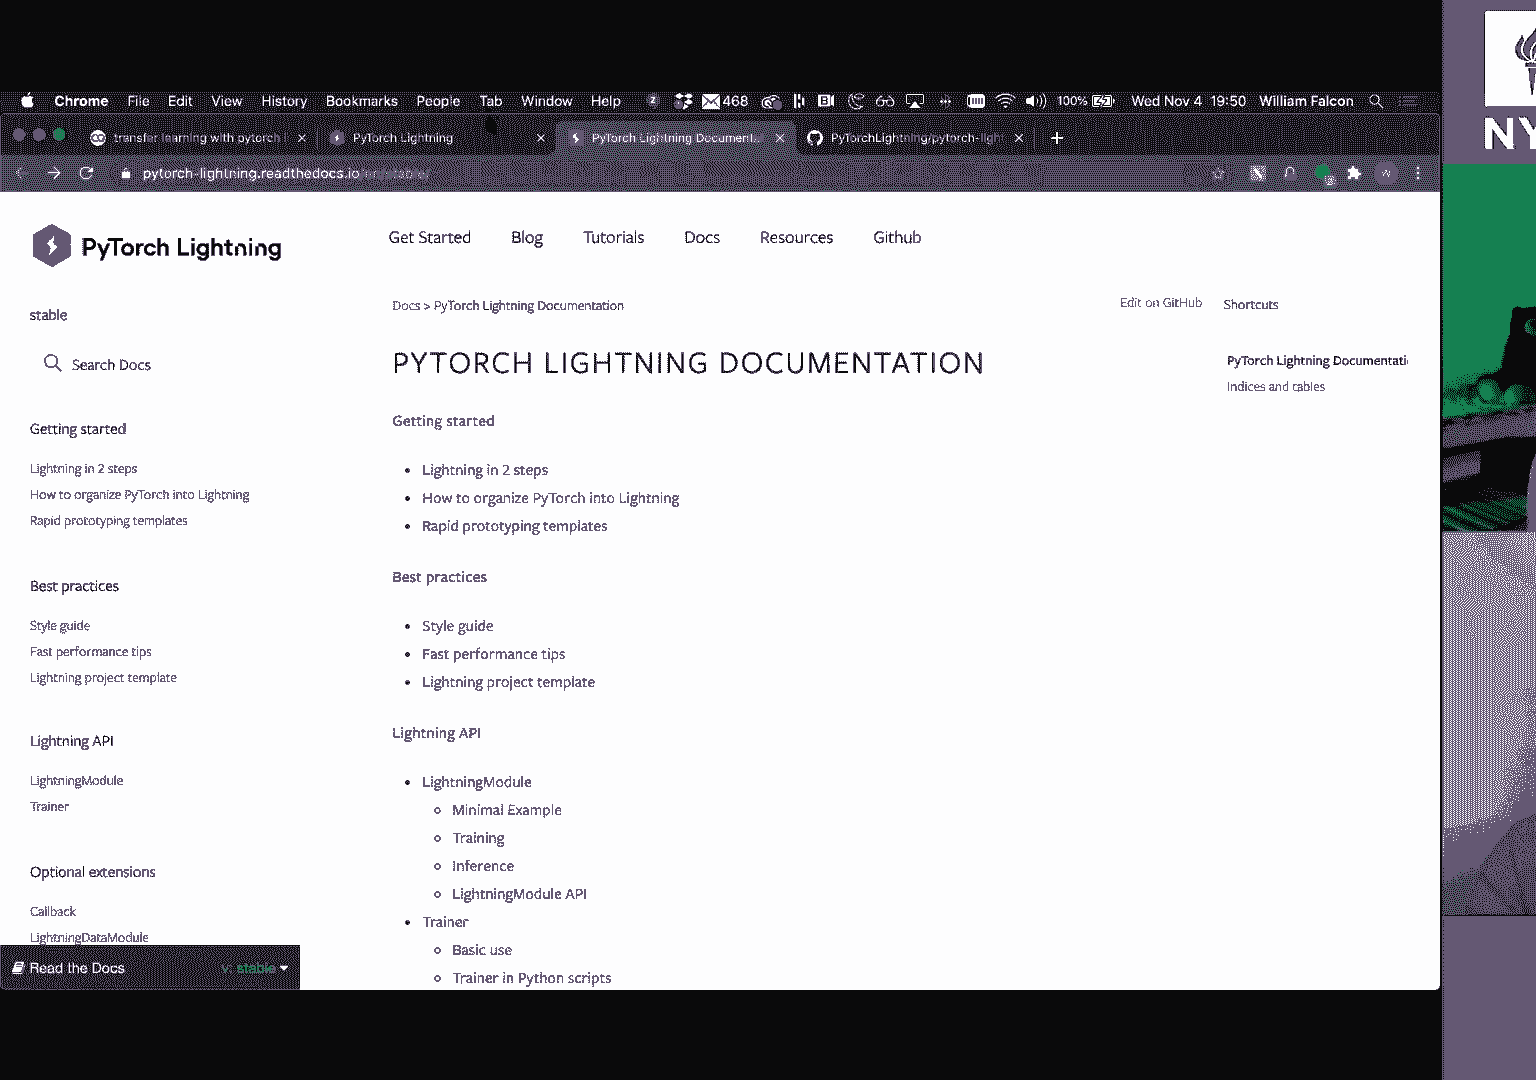 Chrome File Edit View History Bookmarks People Tab Window Help 468 100% Wed Nov 4 19:50 William Falcon
transfer learning with pytorch PyTorch Lightning PyTorch Lightning Document... PyTorchLightning/pytorch-light
pytorch-lightning.readthedocs.io/en/stable/
NY
PyTorch Lightning
Get Started Blog Tutorials Docs Resources Github
stable
Search Docs
Getting started
Lightning in 2 steps
How to organize PyTorch into Lightning
Rapid prototyping templates
Best practices
Style guide
Fast performance tips
Lightning project template
Lightning API
LightningModule
Trainer
Optional extensions
Callback
LightningDataModule
Read the Docs v: stable
Docs > PyTorch Lightning Documentation
Edit on GitHub
PYTORCH LIGHTNING DOCUMENTATION
Getting started
Lightning in 2 steps
How to organize PyTorch into Lightning
Rapid prototyping templates
Best practices
Style guide
Fast performance tips
Lightning project template
Lightning API
LightningModule
Minimal Example
Training
Inference
LightningModule API
Trainer
Basic use
Trainer in Python scripts
Shortcuts
PyTorch Lightning Documentati
Indices and tables